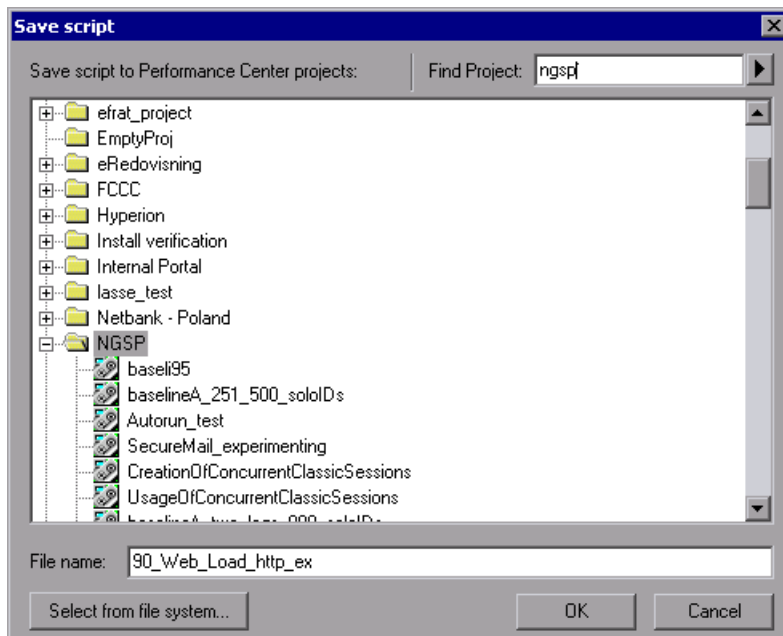 Save script
Save script to Performance Center projects: Find Project: ngsp
efrat_project
EmptyProj
eRedovisning
FCCC
Hyperion
Install verification
Internal Portal
lasse_test
Netbank - Poland
NGSP
baseli95
baselineA_251_500_soloIDs
Autorun_test
SecureMail_experimenting
CreationOfConcurrentClassicSessions
UsageOfConcurrentClassicSessions
File name: 90_Web_Load_http_ex
Select from file system... OK Cancel